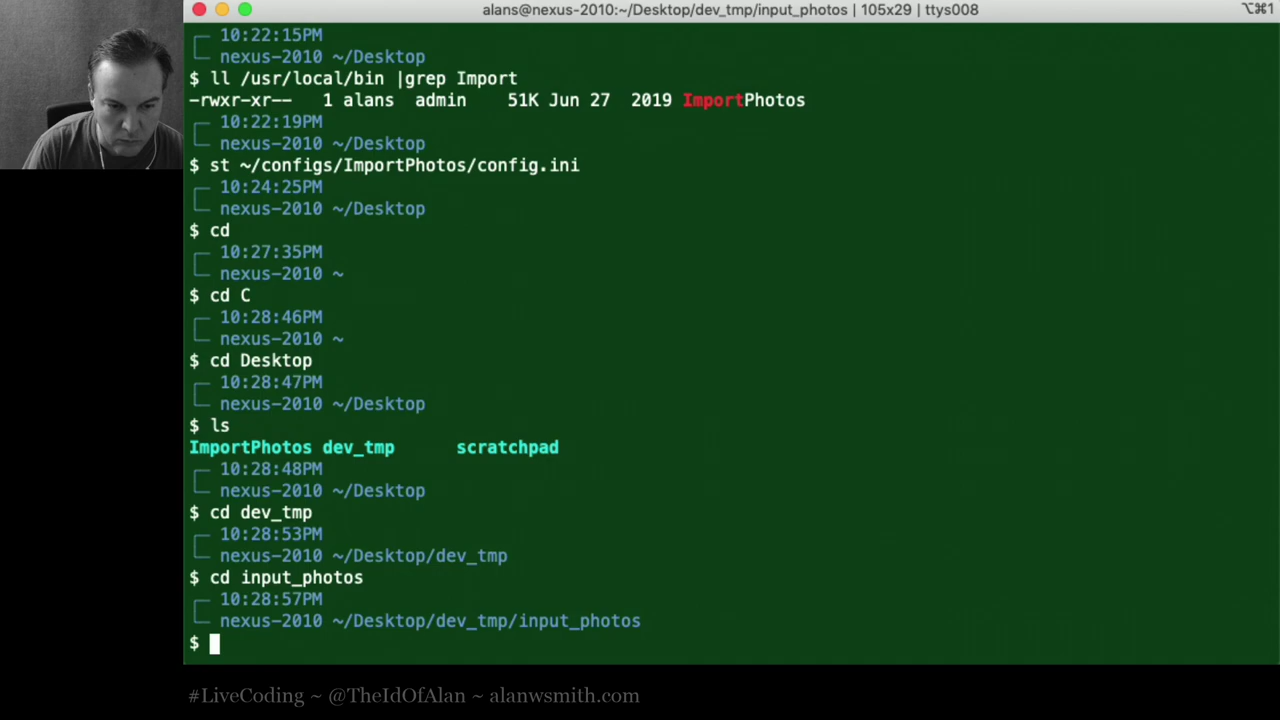 alans@nexus-2010:~/Desktop/dev_tmp/input_photos | 105x29 | ttys008
⌥⌘1
10:22:15PM
nexus-2010 ~/Desktop
$ ll /usr/local/bin |grep Import
-rwxr-xr-- 1 alans admin 51K Jun 27 2019 ImportPhotos
10:22:19PM
nexus-2010 ~/Desktop
$ st ~/configs/ImportPhotos/config.ini
10:24:25PM
nexus-2010 ~/Desktop
$ cd
10:27:35PM
nexus-2010 ~
$ cd C
10:28:46PM
nexus-2010 ~
$ cd Desktop
10:28:47PM
nexus-2010 ~/Desktop
$ ls
ImportPhotos dev_tmp scratchpad
10:28:48PM
nexus-2010 ~/Desktop
$ cd dev_tmp
10:28:53PM
nexus-2010 ~/Desktop/dev_tmp
$ cd input_photos
10:28:57PM
nexus-2010 ~/Desktop/dev_tmp/input_photos
$
#LiveCoding ~ @TheIdOfAlan ~ alanwsmith.com